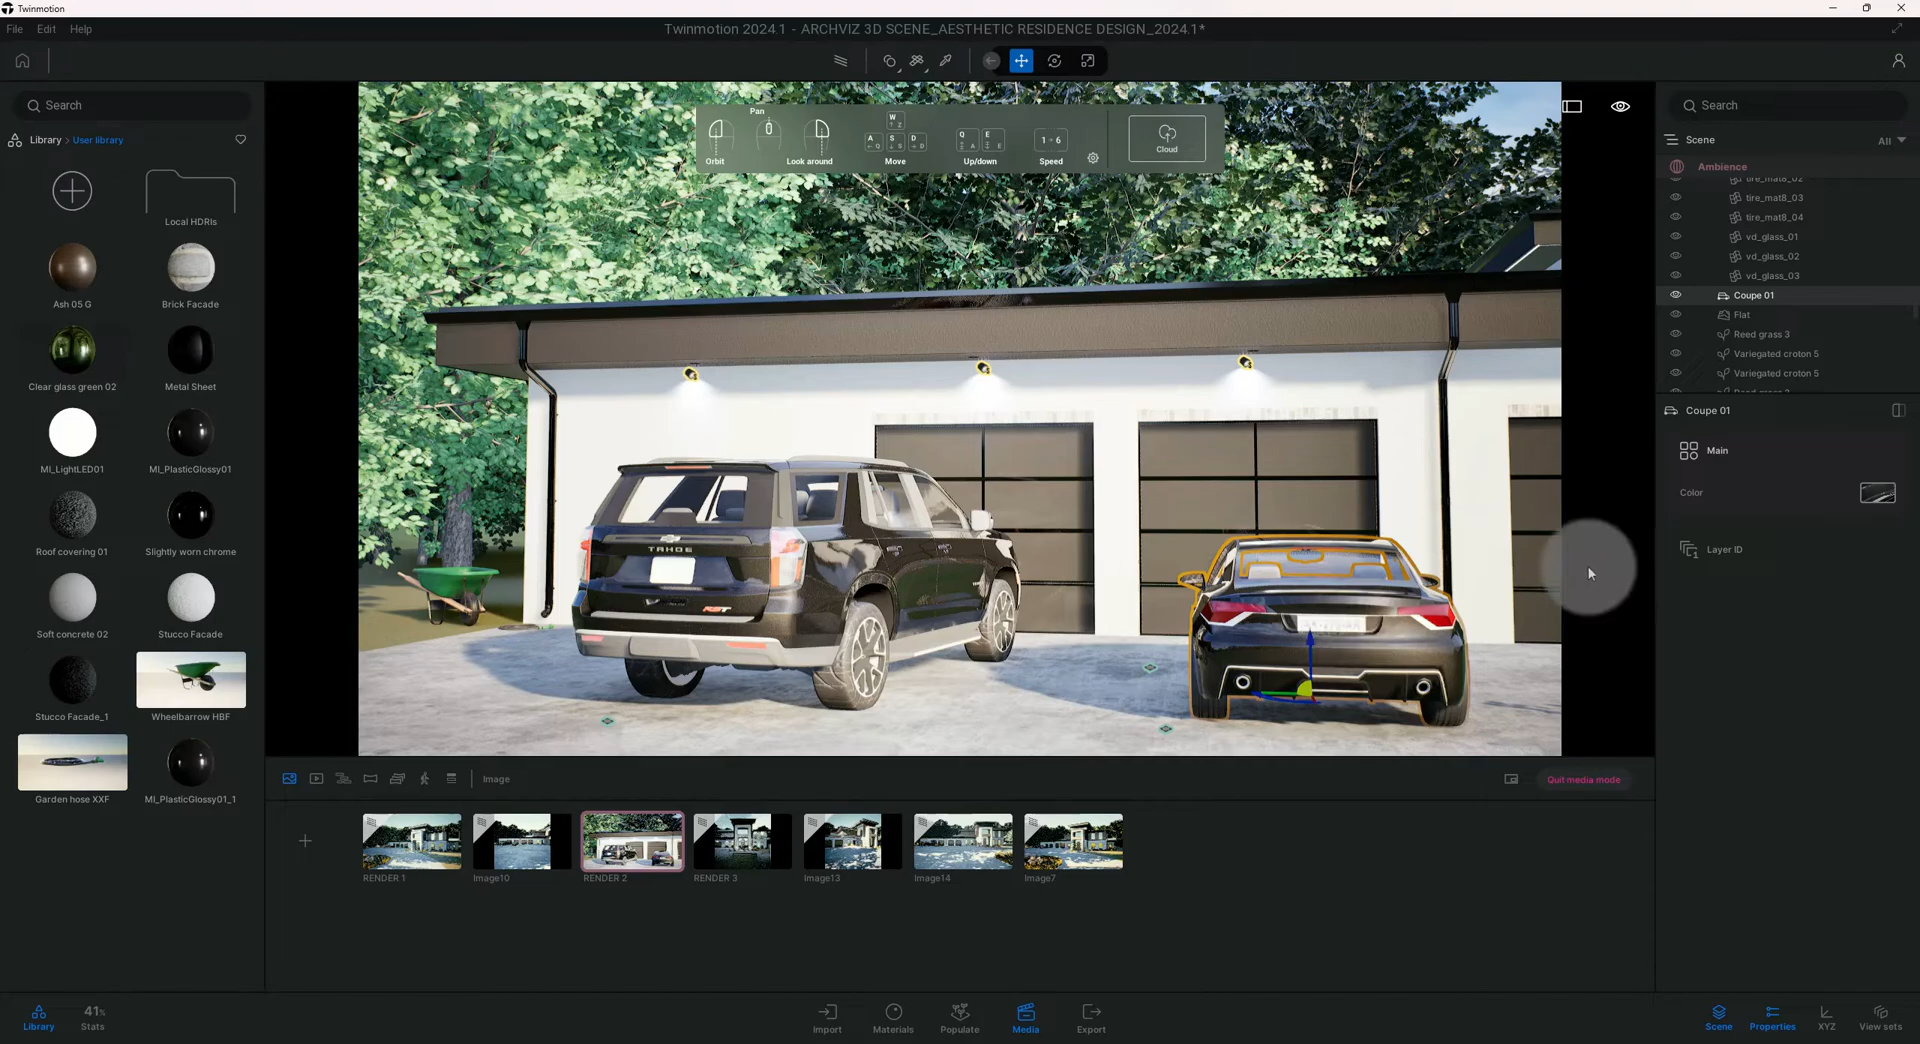 Twinmotion
File Edit Help
Twinmotion 2024.1 - ARCHVIZ 3D SCENE_AESTHETIC RESIDENCE DESIGN_2024.1*
Search
Library > User library
Local HDRIs
Ash 05 G
Brick Facade
Clear glass green 02
Metal Sheet
MI_LightLED01
MI_PlasticGlossy01
Roof covering 01
Slightly worn chrome
Soft concrete 02
Stucco Facade
Stucco Facade_1
Wheelbarrow HBF
Garden hose XXF
MI_PlasticGlossy01_1
Pan
Orbit
Look around
W
↑ Z
A S D
← Q ↓ S → D
Move
Q E
↥ A ↧ E
Up/down
1 - 6
Speed
Cloud
TAHOE
RST
Search
Scene
All
Ambience
tire_mat8_02
tire_mat8_03
tire_mat8_04
vd_glass_01
vd_glass_02
vd_glass_03
Coupe 01
Flat
Reed grass 3
Variegated croton 5
Variegated croton 5
Coupe 01
Main
Color
Layer ID
Image
Quit media mode
RENDER 1
Image10
RENDER 2
RENDER 3
Image13
Image14
Image7
41%
Library
Stats
Import
Materials
Populate
Media
Export
Scene
Properties
XYZ
View sets